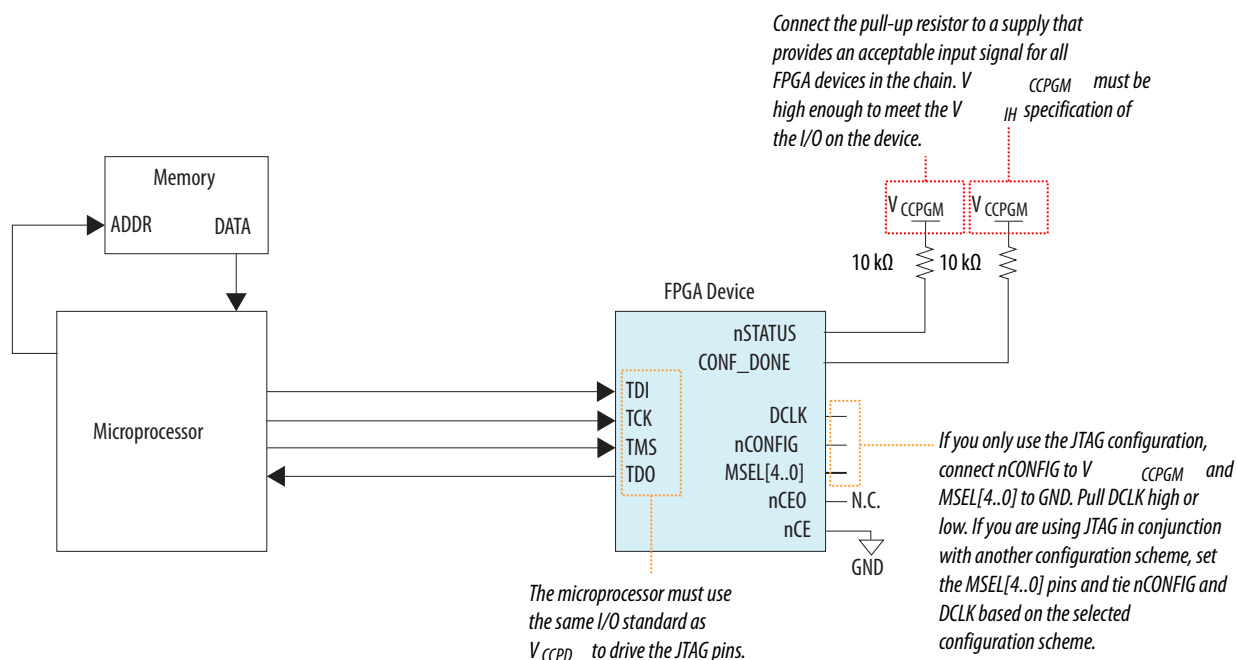 Connect the pull-up resistor to a supply that
provides an acceptable input signal for all
FPGA devices in the chain. V CCPGM must be
high enough to meet the V IH specification of
the I/O on the device.
Memory
ADDR
DATA
V CCPGM
V CCPGM
10 kΩ
10 kΩ
FPGA Device
nSTATUS
CONF_DONE
TDI
TCK
TMS
TDO
Microprocessor
DCLK
nCONFIG
MSEL[4..0]
nCEO
N.C.
nCE
GND
If you only use the JTAG configuration,
connect nCONFIG to V CCPGM and
MSEL[4..0] to GND. Pull DCLK high or
low. If you are using JTAG in conjunction
with another configuration scheme, set
the MSEL[4..0] pins and tie nCONFIG and
DCLK based on the selected
configuration scheme.
The microprocessor must use
the same I/O standard as
V CCPD to drive the JTAG pins.